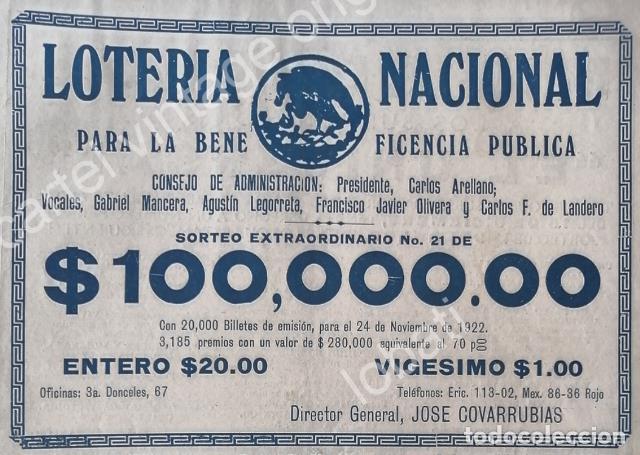 LOTERIA NACIONAL
PARA LA BENE FICENCIA PUBLICA
CONSEJO DE ADMINISTRACION: Presidente, Carlos Arellano;
Vocales, Gabriel Mancera, Agustín Legorreta, Francisco Javier Olivera y Carlos F. de Landero
SORTEO EXTRAORDINARIO No. 21 DE
$100,000.00
Con 20,000 Billetes de emisión, para el 24 de Noviembre de 1922.
3,185 premios con un valor de $ 280,000 equivalente al 70 p00
ENTERO $20.00 VIGESIMO $1.00
Oficinas: 3a. Donceles, 67 Teléfonos: Eric. 113-02, Mex. 86-36 Rojo
Director General, JOSE COVARRUBIAS
todocoleccion